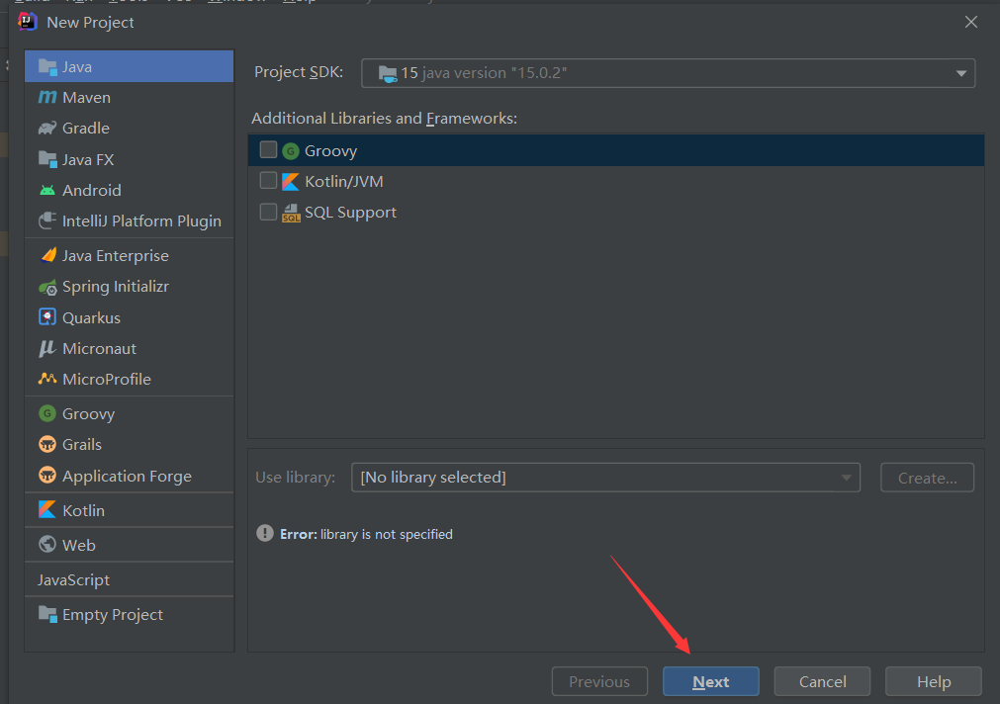 New Project
Java
Maven
Gradle
Java FX
Android
IntelliJ Platform Plugin
Java Enterprise
Spring Initializr
Quarkus
Micronaut
MicroProfile
Groovy
Grails
Application Forge
Kotlin
Web
JavaScript
Empty Project
Project SDK: 15 java version "15.0.2"
Additional Libraries and Frameworks:
Groovy
Kotlin/JVM
SQL Support
Use library: [No library selected] Create...
Error: library is not specified
Previous Next Cancel Help